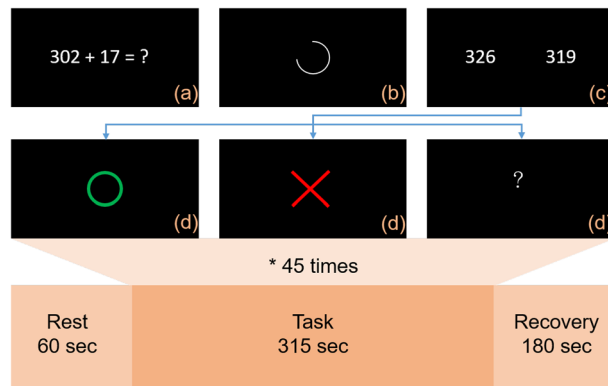 302 + 17 = ?
(a)
(b)
326 319
(c)
(d)
(d)
?
(d)
* 45 times
Rest
60 sec
Task
315 sec
Recovery
180 sec